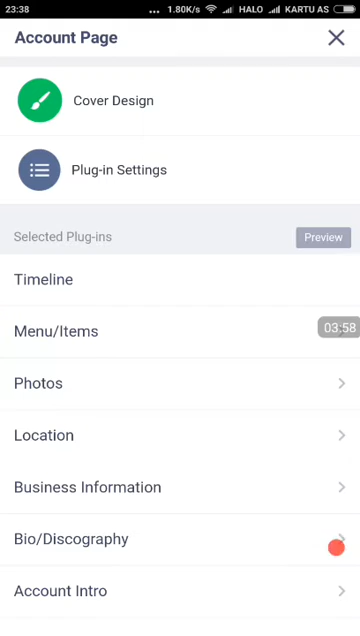 23:38 ... 1.80K/s HALO KARTU AS
Account Page
Cover Design
Plug-in Settings
Selected Plug-ins Preview
Timeline
Menu/Items
03:58
Photos
Location
Business Information
Bio/Discography
Account Intro